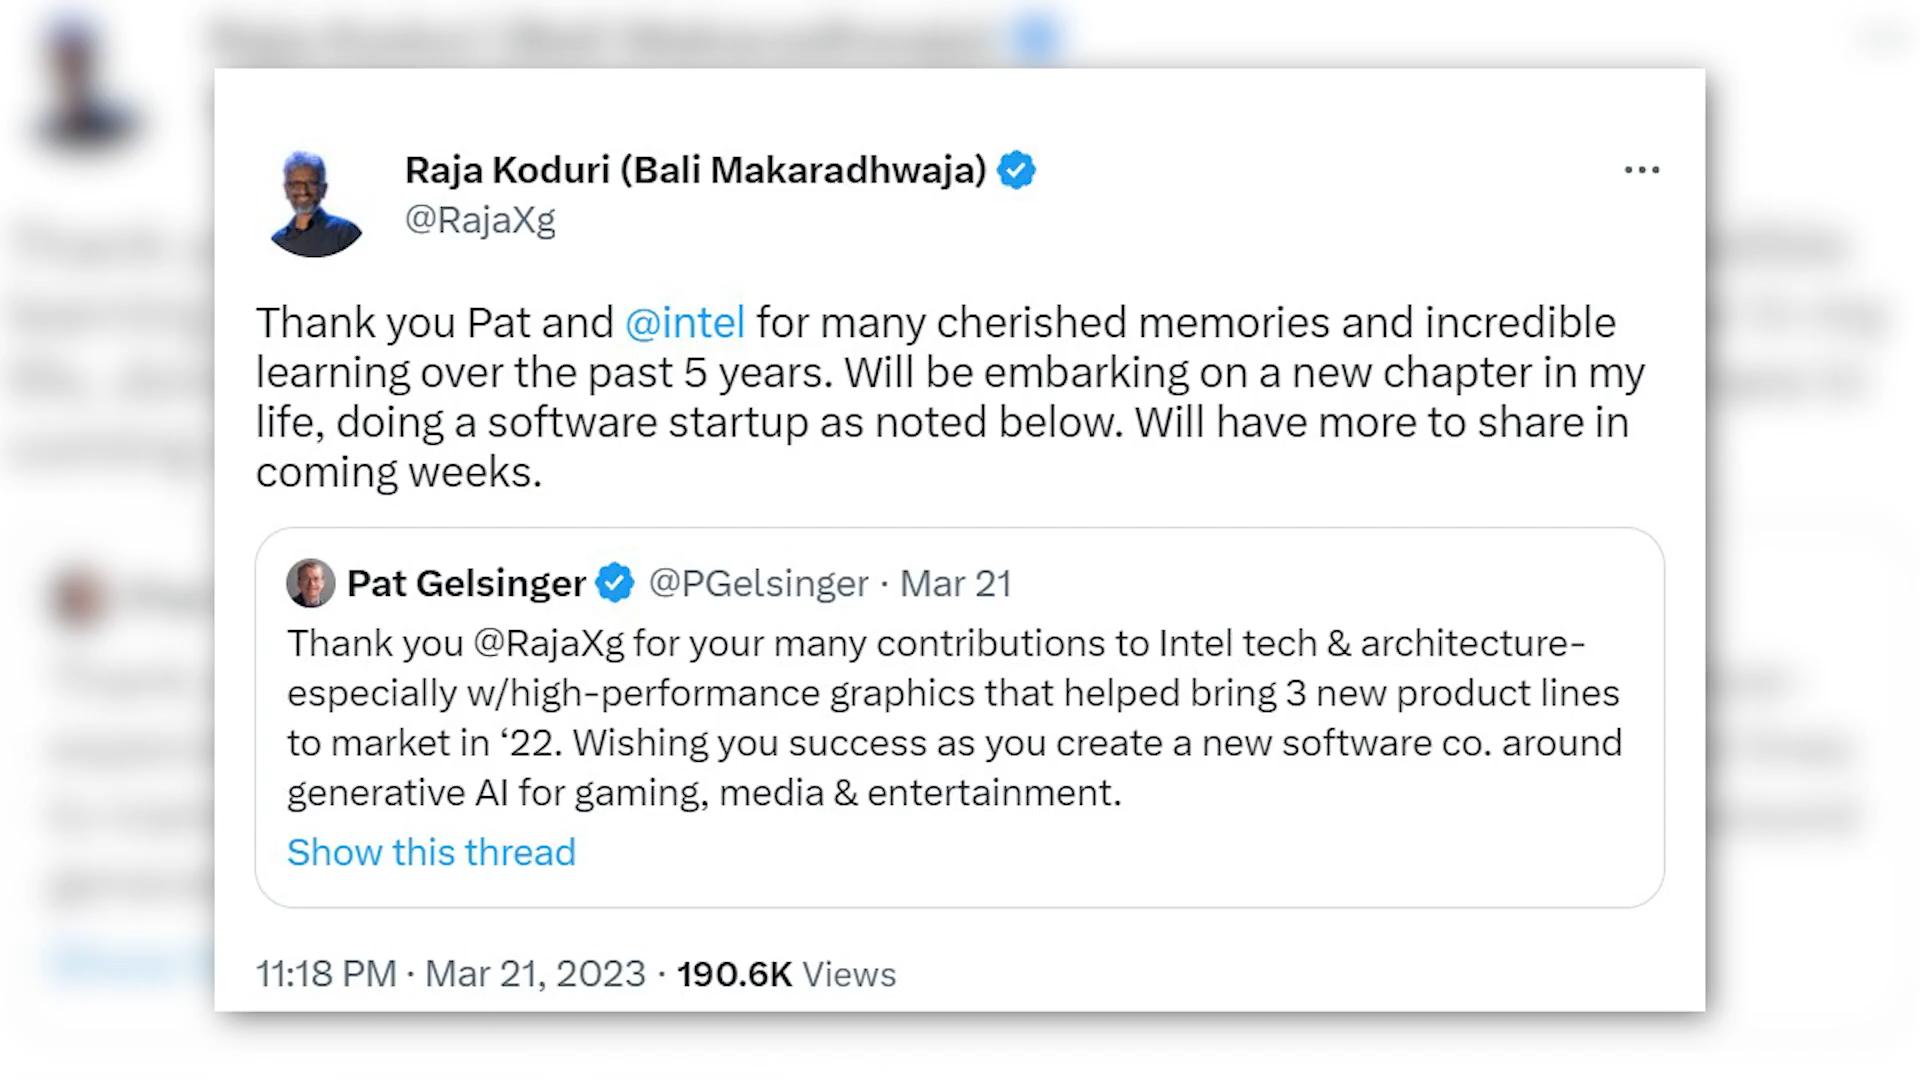 Raja Koduri (Bali Makaradhwaja)
@RajaXg
Thank you Pat and @intel for many cherished memories and incredible
learning over the past 5 years. Will be embarking on a new chapter in my
life, doing a software startup as noted below. Will have more to share in
coming weeks.
Pat Gelsinger @PGelsinger · Mar 21
Thank you @RajaXg for your many contributions to Intel tech & architecture-
especially w/high-performance graphics that helped bring 3 new product lines
to market in ‘22. Wishing you success as you create a new software co. around
generative AI for gaming, media & entertainment.
Show this thread
11:18 PM · Mar 21, 2023 · 190.6K Views